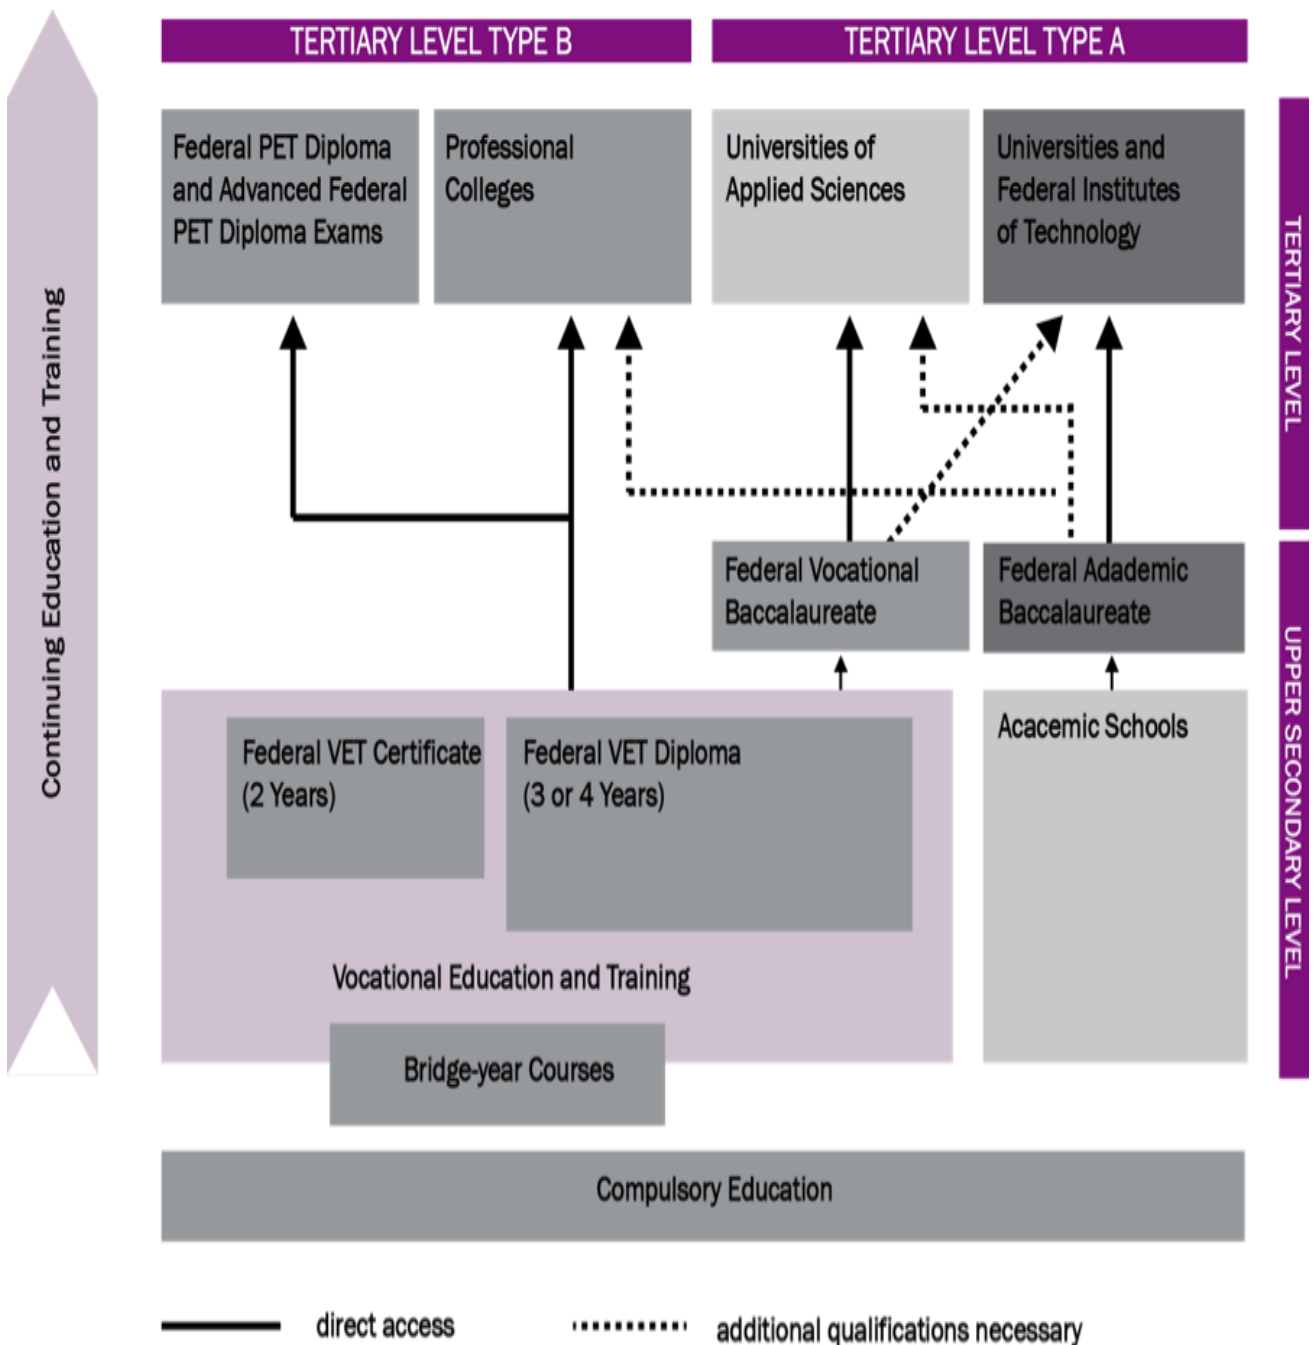 TERTIARY LEVEL TYPE B
TERTIARY LEVEL TYPE A
Federal PET Diploma
and Advanced Federal
PET Diploma Exams
Professional
Colleges
Universities of
Applied Sciences
Universities and
Federal Institutes
of Technology
TERTIARY LEVEL
Continuing Education and Training
Federal Vocational
Baccalaureate
Federal Adademic
Baccalaureate
UPPER SECONDARY LEVEL
Federal VET Certificate
(2 Years)
Federal VET Diploma
(3 or 4 Years)
Acacemic Schools
Vocational Education and Training
Bridge-year Courses
Compulsory Education
direct access
additional qualifications necessary